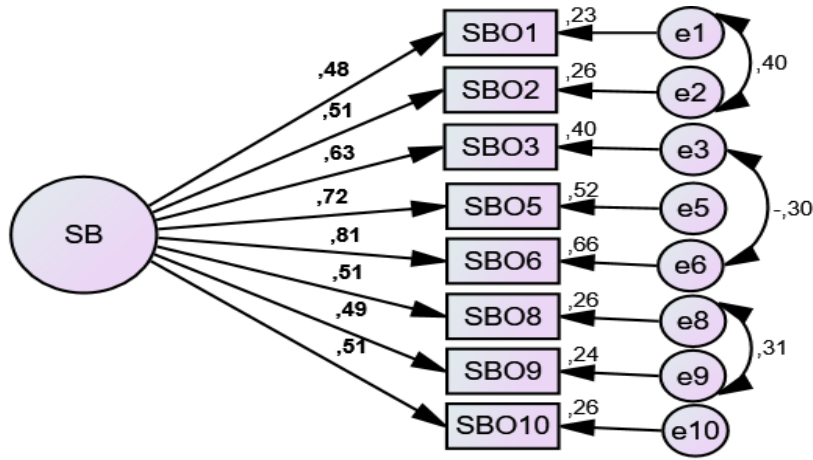 SBO1 ,23 e1
,48 ,40
SBO2 ,26 e2
,51
SBO3 ,40 e3
,63
,72 SBO5 ,52 e5 -,30
SB ,81
SBO6 ,66 e6
,51
SBO8 ,26 e8
,49 ,31
SBO9 ,24 e9
,51
SBO10 ,26 e10